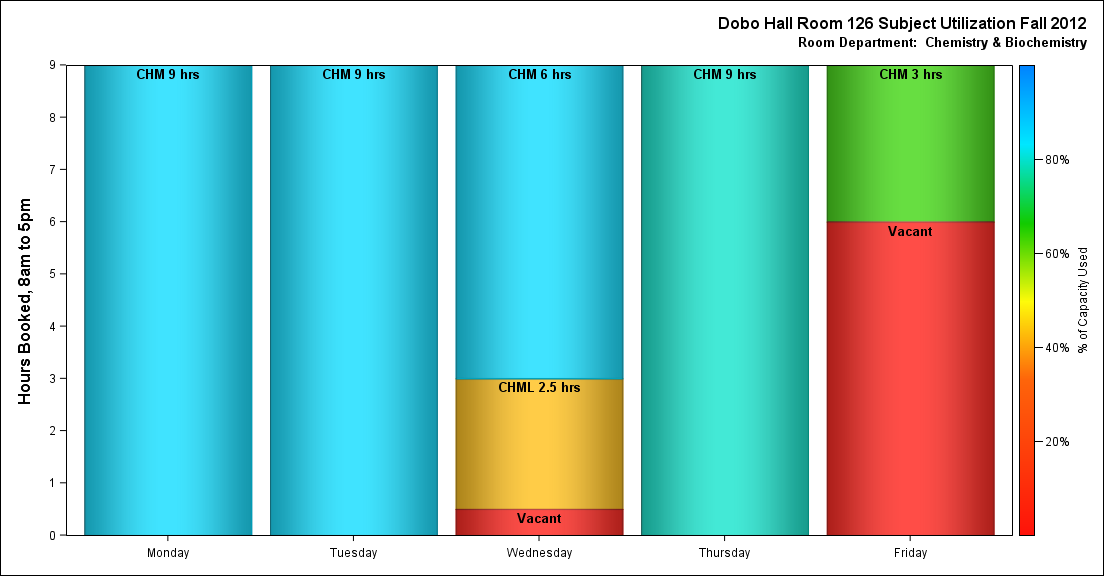 Dobo Hall Room 126 Subject Utilization Fall 2012
Room Department:  Chemistry & Biochemistry
Hours Booked, 8am to 5pm
9
8
7
6
5
4
3
2
1
0
CHM 9 hrs
CHM 9 hrs
CHM 6 hrs
CHML 2.5 hrs
Vacant
CHM 9 hrs
CHM 3 hrs
Vacant
Monday
Tuesday
Wednesday
Thursday
Friday
80%
60%
40%
20%
% of Capacity Used